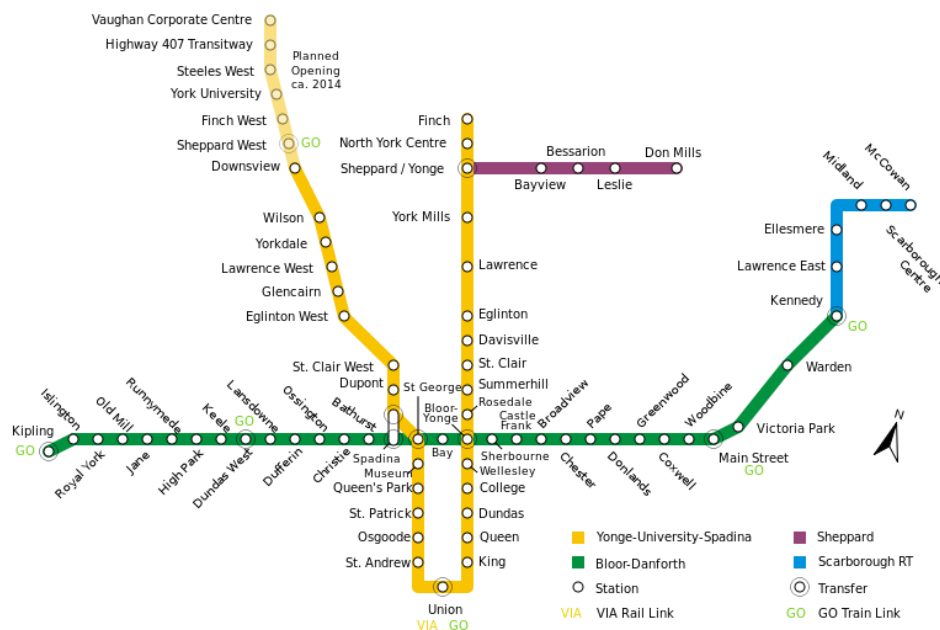 Vaughan Corporate Centre
Highway 407 Transitway
Steeles West
York University
Finch West
Sheppard West
GO
Downsview
Planned
Opening
ca. 2014
Wilson
Yorkdale
Lawrence West
Glencairn
Eglinton West
St. Clair West
Dupont
Finch
North York Centre
Sheppard / Yonge
Bessarion
Don Mills
Bayview
Leslie
York Mills
Lawrence
Eglinton
Davisville
St. Clair
Summerhill
Rosedale
St George
Bloor-
Yonge
Castle
Frank
Midland
McCowan
Scarborough
Centre
Ellesmere
Lawrence East
Kennedy
GO
Warden
Victoria Park
Main Street
GO
Kipling
GO
Islington
Royal York
Old Mill
Jane
Runnymede
High Park
Keele
Dundas West
GO
Lansdowne
Dufferin
Ossington
Christie
Bathurst
Spadina
Bay
Sherbourne
Broadview
Chester
Pape
Donlands
Greenwood
Coxwell
Woodbine
Museum
Queen's Park
St. Patrick
Osgoode
St. Andrew
Wellesley
College
Dundas
Queen
King
Union
VIA GO
N
Yonge-University-Spadina
Bloor-Danforth
Station
VIA VIA Rail Link
Sheppard
Scarborough RT
Transfer
GO GO Train Link